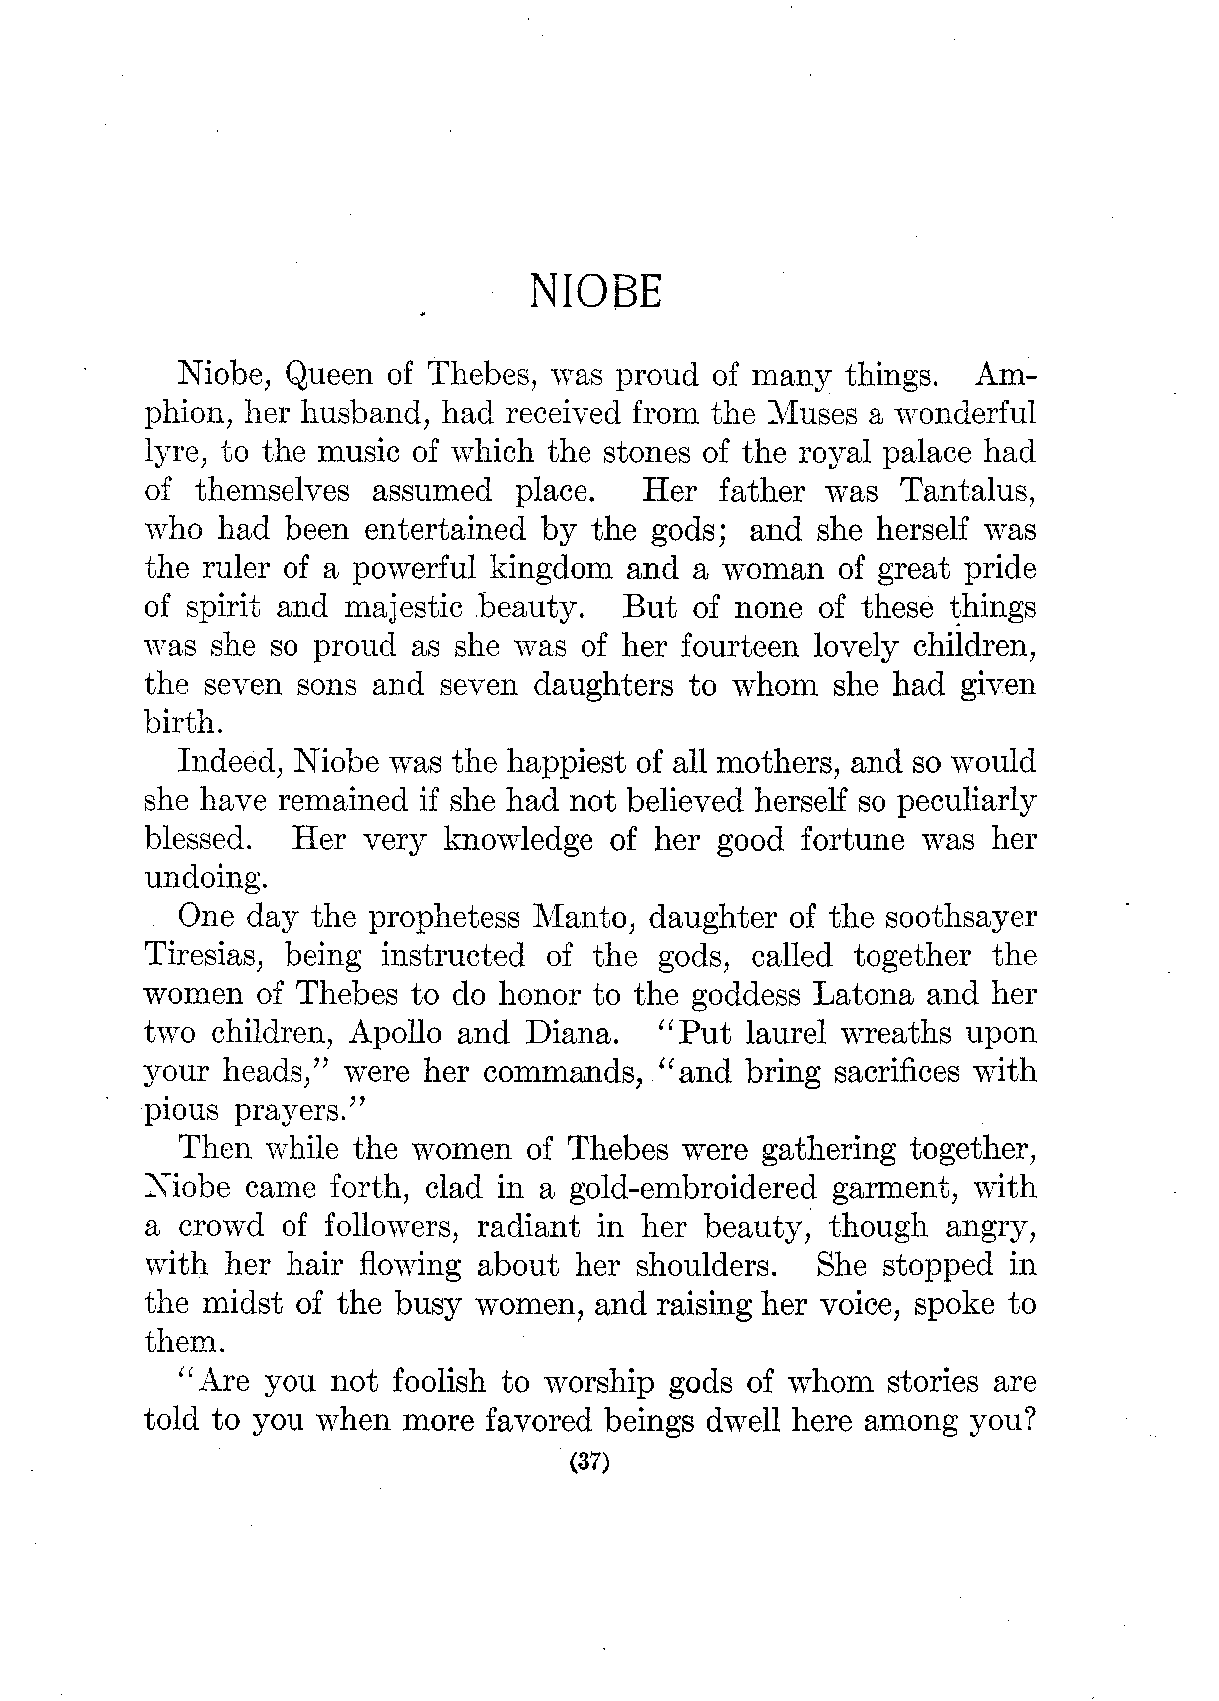 NIOBE
Niobe, Queen of Thebes, was proud of many things. Am-
phion, her husband, had received from the Muses a wonderful
lyre, to the music of which the stones of the royal palace had
of themselves assumed place. Her father was Tantalus,
who had been entertained by the gods; and she herself was
the ruler of a powerful kingdom and a woman of great pride
of spirit and majestic beauty. But of none of these things
was she so proud as she was of her fourteen lovely children,
the seven sons and seven daughters to whom she had given
birth.
Indeed, Niobe was the happiest of all mothers, and so would
she have remained if she had not believed herself so peculiarly
blessed. Her very knowledge of her good fortune was her
undoing.
One day the prophetess Manto, daughter of the soothsayer
Tiresias, being instructed of the gods, called together the
women of Thebes to do honor to the goddess Latona and her
two children, Apollo and Diana. "Put laurel wreaths upon
your heads," were her commands, "and bring sacrifices with
pious prayers."
Then while the women of Thebes were gathering together,
Niobe came forth, clad in a gold-embroidered garment, with
a crowd of followers, radiant in her beauty, though angry,
with her hair flowing about her shoulders. She stopped in
the midst of the busy women, and raising her voice, spoke to
them.
"Are you not foolish to worship gods of whom stories are
told to you when more favored beings dwell here among you?
(37)